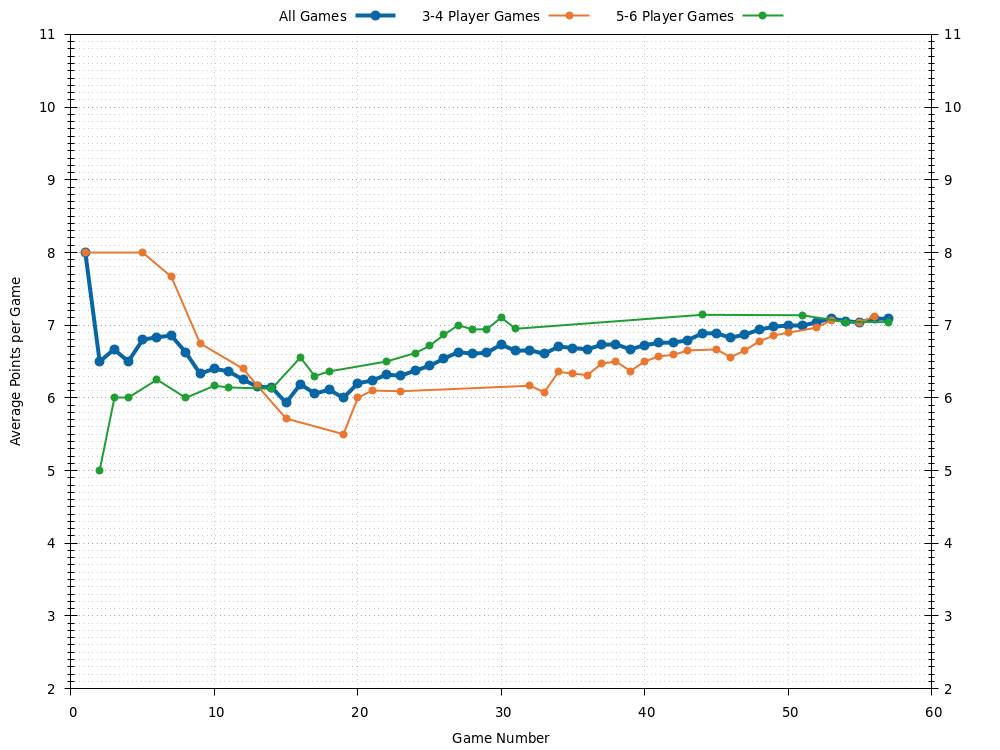 All Games 3-4 Player Games 5-6 Player Games
11 11
10 10
9 9
8 8
7 7
6 6
5 5
4 4
3 3
2 2
0 10 20 30 40 50 60
Average Points per Game
Game Number